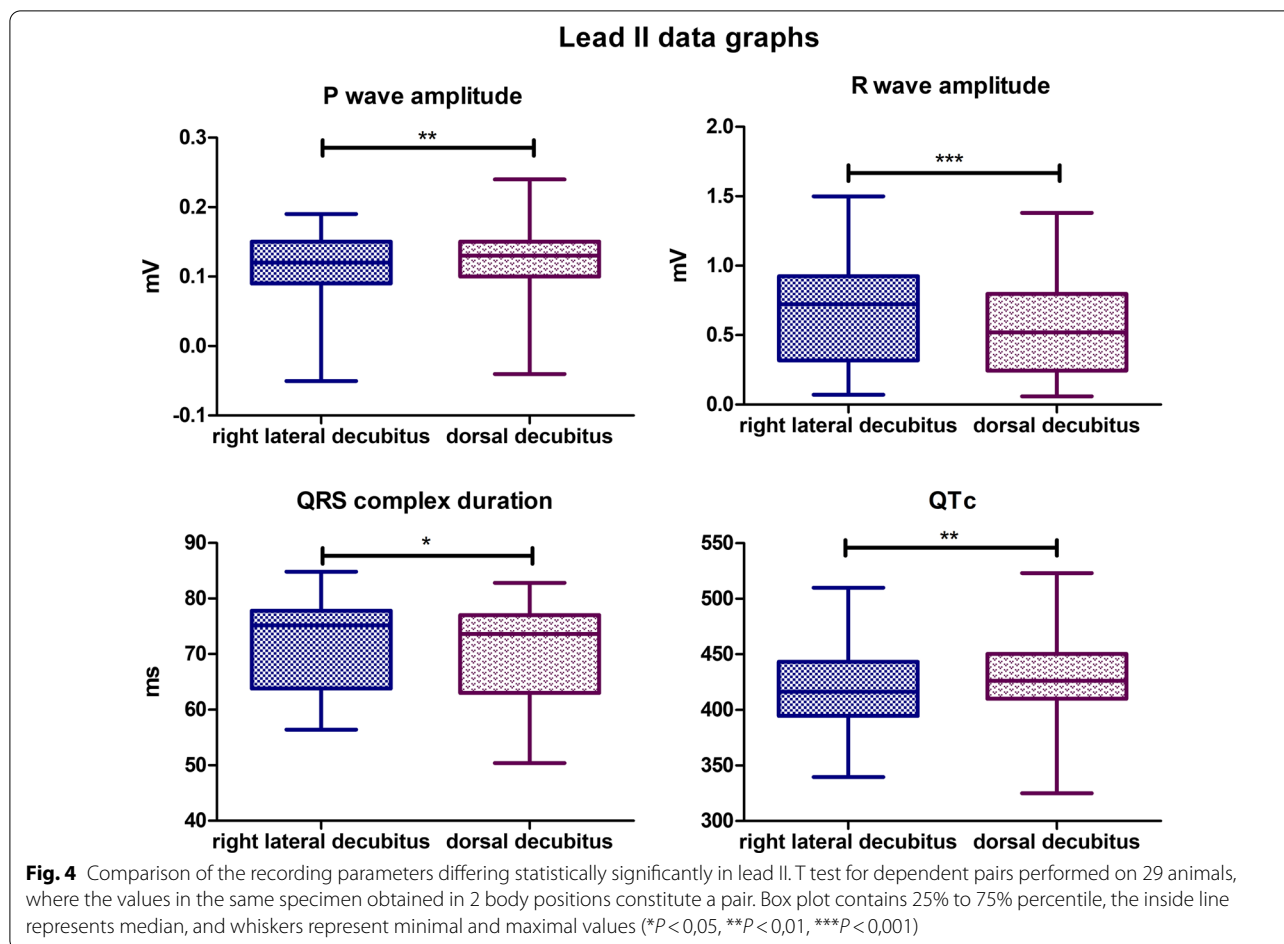 Lead II data graphs
P wave amplitude
**
0.3
0.2
0.1
0.0
-0.1
mV
right lateral decubitus dorsal decubitus
R wave amplitude
***
2.0
1.5
1.0
0.5
0.0
mV
right lateral decubitus dorsal decubitus
QRS complex duration
*
90
80
70
60
50
40
ms
right lateral decubitus dorsal decubitus
QTc
**
550
500
450
400
350
300
right lateral decubitus dorsal decubitus
Fig. 4 Comparison of the recording parameters differing statistically significantly in lead II. T test for dependent pairs performed on 29 animals,
where the values in the same specimen obtained in 2 body positions constitute a pair. Box plot contains 25% to 75% percentile, the inside line
represents median, and whiskers represent minimal and maximal values (*P < 0,05, **P < 0,01, ***P < 0,001)